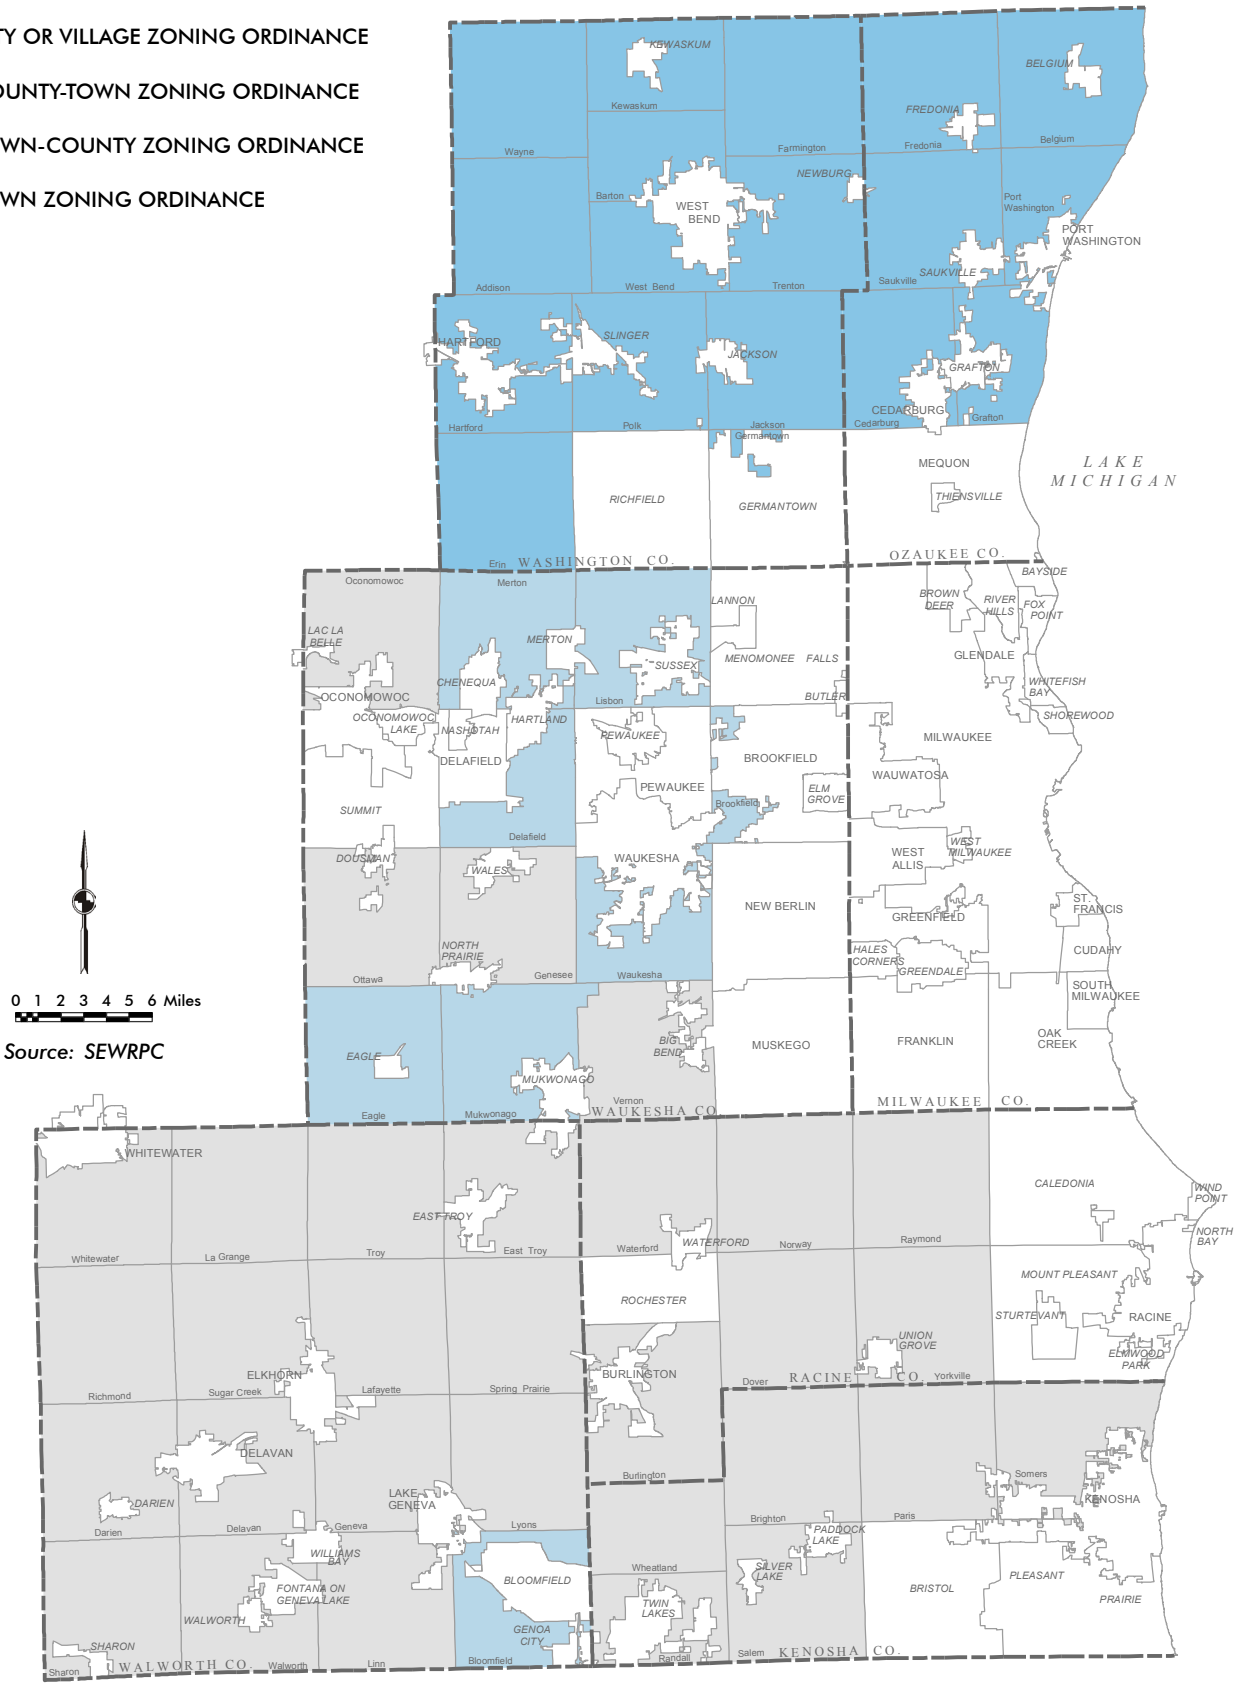 TY OR VILLAGE ZONING ORDINANCE
OUNTY-TOWN ZONING ORDINANCE
WN-COUNTY ZONING ORDINANCE
WN ZONING ORDINANCE
KEWASKUM
BELGIUM
Kewaskum
FREDONIA
Wayne
Farmington
Fredonia
Belgium
NEWBURG
Barton
WEST
BEND
Port
Washington
PORT
WASHINGTON
SAUKVILLE
Addison
West Bend
Trenton
Saukville
HARTFORD
SLINGER
JACKSON
GRAFTON
CEDARBURG
Hartford
Polk
Jackson
Germantown
Cedarburg
Grafton
MEQUON
LAKE
MICHIGAN
RICHFIELD
GERMANTOWN
THIENSVILLE
Erin
WASHINGTON CO.
OZAUKEE CO.
Oconomowoc
Merton
BAYSIDE
LANNON
BROWN
DEER
RIVER
HILLS
FOX
POINT
LAC LA
BELLE
MERTON
SUSSEX
MENOMONEE FALLS
GLENDALE
CHENEQUA
OCONOMOWOC
Lisbon
BUTLER
WHITEFISH
BAY
OCONOMOWOC
LAKE
NASHOTAH
HARTLAND
PEWAUKEE
SHOREWOOD
MILWAUKEE
DELAFIELD
BROOKFIELD
WAUWATOSA
PEWAUKEE
ELM
GROVE
Brookfield
SUMMIT
Delafield
DOUSMAN
WALES
WAUKESHA
WEST
ALLIS
WEST
MILWAUKEE
NEW BERLIN
GREENFIELD
ST.
FRANCIS
NORTH
PRAIRIE
HALES
CORNERS
GREENDALE
CUDAHY
Ottawa
Genesee
Waukesha
SOUTH
MILWAUKEE
0 1 2 3 4 5 6 Miles
Source: SEWRPC
EAGLE
BIG
BEND
MUSKEGO
FRANKLIN
OAK
CREEK
MUKWONAGO
Eagle
Mukwonago
Vernon
WAUKESHA CO.
MILWAUKEE CO.
WHITEWATER
CALEDONIA
WIND
POINT
EAST TROY
NORTH
BAY
Whitewater
La Grange
Troy
East Troy
Waterford
WATERFORD
Norway
Raymond
ROCHESTER
MOUNT PLEASANT
STURTEVANT
RACINE
UNION
GROVE
ELMWOOD
PARK
ELKHORN
BURLINGTON
Richmond
Sugar Creek
Lafayette
Spring Prairie
Dover
RACINE CO.
Yorkville
DELAVAN
Burlington
Somers
DARIEN
LAKE
GENEVA
KENOSHA
Darien
Delavan
Geneva
Lyons
Brighton
Paris
WILLIAMS
BAY
PADDOCK
LAKE
SILVER
LAKE
Wheatland
BLOOMFIELD
FONTANA ON
GENEVA LAKE
BRISTOL
PLEASANT
PRAIRIE
TWIN
LAKES
WALWORTH
GENOA
CITY
SHARON
Sharon
WALWORTH CO.
Walworth
Linn
Bloomfield
Randall
Salem
KENOSHA CO.